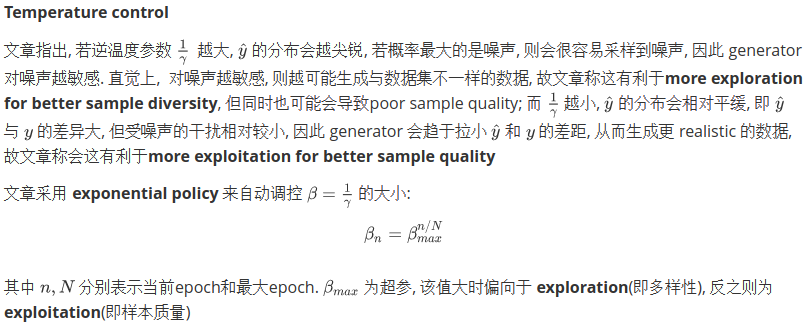 Temperature control
文章指出, 若逆温度参数 $\frac{1}{\gamma}$ 越大, $\hat{y}$ 的分布会越尖锐, 若概率最大的是噪声, 则会很容易采样到噪声, 因此 generator
对噪声越敏感. 直觉上, 对噪声越敏感, 则越可能生成与数据集不一样的数据, 故文章称这有利于more exploration
for better sample diversity, 但同时也可能会导致poor sample quality; 而 $\frac{1}{\gamma}$ 越小, $\hat{y}$ 的分布会相对平缓, 即 $\hat{y}$
与 $y$ 的差异大, 但受噪声的干扰相对较小, 因此 generator 会趋于拉小 $\hat{y}$ 和 $y$ 的差距, 从而生成更 realistic 的数据,
故文章称会这有利于more exploitation for better sample quality
文章采用 exponential policy 来自动调控 $\beta = \frac{1}{\gamma}$ 的大小:
$\beta_n = \beta_{max}^{n/N}$
其中 $n, N$ 分别表示当前epoch和最大epoch. $\beta_{max}$ 为超参, 该值大时偏向于 exploration(即多样性), 反之则为
exploitation(即样本质量)